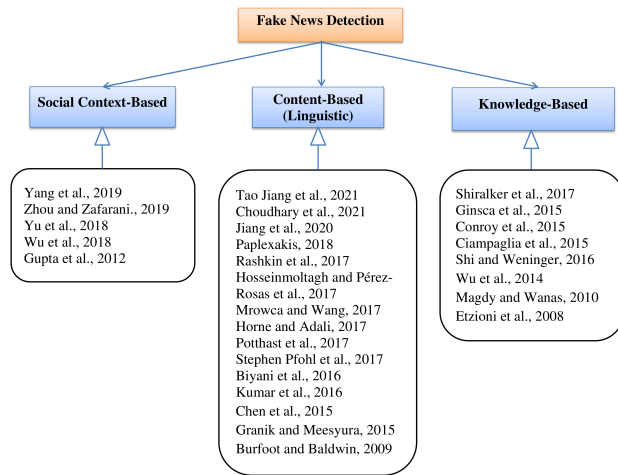 Fake News Detection
Social Context-Based
Content-Based
(Linguistic)
Knowledge-Based
Yang et al., 2019
Zhou and Zafarani., 2019
Yu et al., 2018
Wu et al., 2018
Gupta et al., 2012
Tao Jiang et al., 2021
Choudhary et al., 2021
Jiang et al., 2020
Paplexakis, 2018
Rashkin et al., 2017
Hosseinmoltagh and Pérez-
Rosas et al., 2017
Mrowca and Wang, 2017
Horne and Adali, 2017
Potthast et al., 2017
Stephen Pfohl et al., 2017
Biyani et al., 2016
Kumar et al., 2016
Chen et al., 2015
Granik and Meesyura, 2015
Burfoot and Baldwin, 2009
Shiralker et al., 2017
Ginsca et al., 2015
Conroy et al., 2015
Ciampaglia et al., 2015
Shi and Weninger, 2016
Wu et al., 2014
Magdy and Wanas, 2010
Etzioni et al., 2008